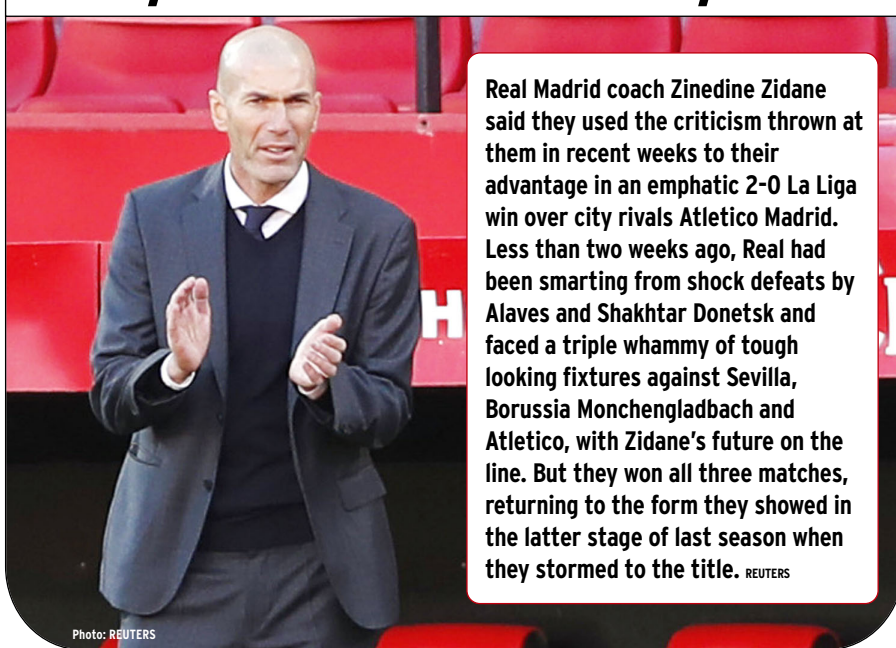 Real Madrid coach Zinedine Zidane
said they used the criticism thrown at
them in recent weeks to their
advantage in an emphatic 2-0 La Liga
win over city rivals Atletico Madrid.
Less than two weeks ago, Real had
been smarting from shock defeats by
Alaves and Shakhtar Donetsk and
faced a triple whammy of tough
looking fixtures against Sevilla,
Borussia Monchengladbach and
Atletico, with Zidane’s future on the
line. But they won all three matches,
returning to the form they showed in
the latter stage of last season when
they stormed to the title. REUTERS
Photo: REUTERS